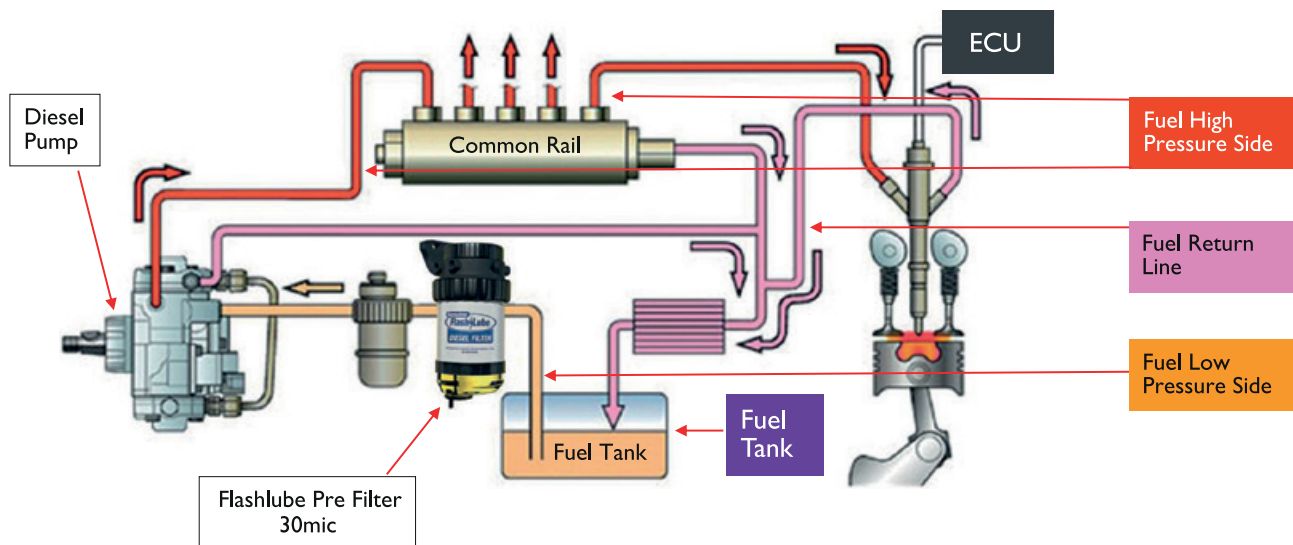 ECU
Diesel
Pump
Common Rail
Fuel High
Pressure Side
Fuel Return
Line
FlashLube
DIESEL FILTER
Fuel Low
Pressure Side
Fuel Tank
Fuel
Tank
Flashlube Pre Filter
30mic